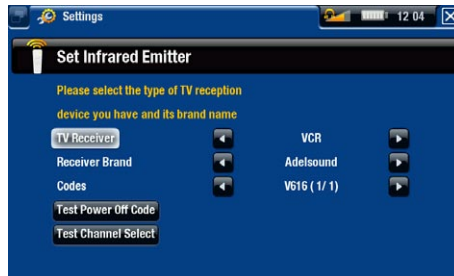 Settings
12 04
Set Infrared Emitter
Please select the type of TV reception
device you have and its brand name
TV Receiver VCR
Receiver Brand Adelsound
Codes V616 ( 1/ 1)
Test Power Off Code
Test Channel Select